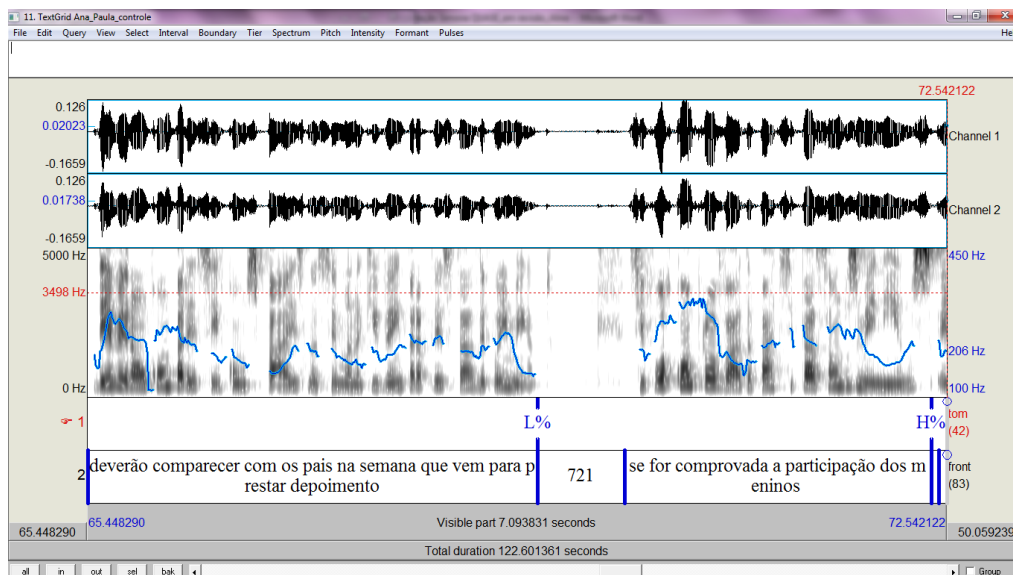 11. TextGrid Ana_Paula_controle
File Edit Query View Select Interval Boundary Tier Spectrum Pitch Intensity Formant Pulses He
72.542122
0.126
0.02023
-0.1659
Channel 1
0.126
0.01738
-0.1659
Channel 2
5000 Hz
450 Hz
3498 Hz
206 Hz
0 Hz
100 Hz
1
L%
H%
tom
(42)
2
deverão comparecer com os pais na semana que vem para p
restar depoimento
721
se for comprovada a participação dos m
eninos
front
(83)
65.448290
65.448290
Visible part 7.093831 seconds
72.542122
50.059239
Total duration 122.601361 seconds
all in out sel bak
Group